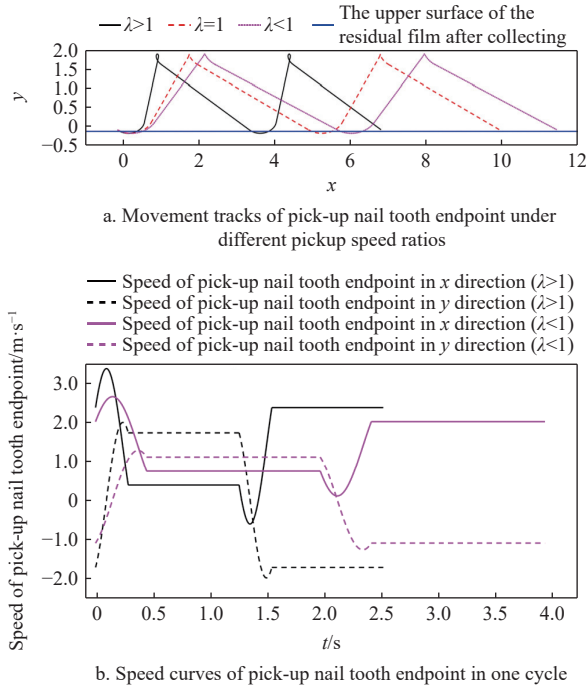 λ>1 λ=1 λ<1 The upper surface of the
residual film after collecting
2.0
1.5
1.0
0.5
0
−0.5
y
0 2 4 6 8 10 12
x
a. Movement tracks of pick-up nail tooth endpoint under
different pickup speed ratios
Speed of pick-up nail tooth endpoint in x direction (λ>1)
Speed of pick-up nail tooth endpoint in y direction (λ>1)
Speed of pick-up nail tooth endpoint in x direction (λ<1)
Speed of pick-up nail tooth endpoint in y direction (λ<1)
Speed of pick-up nail tooth endpoint/m·s⁻¹
3.0
2.0
1.0
0
−1.0
−2.0
0 0.5 1.0 1.5 2.0 2.5 3.0 3.5 4.0
t/s
b. Speed curves of pick-up nail tooth endpoint in one cycle